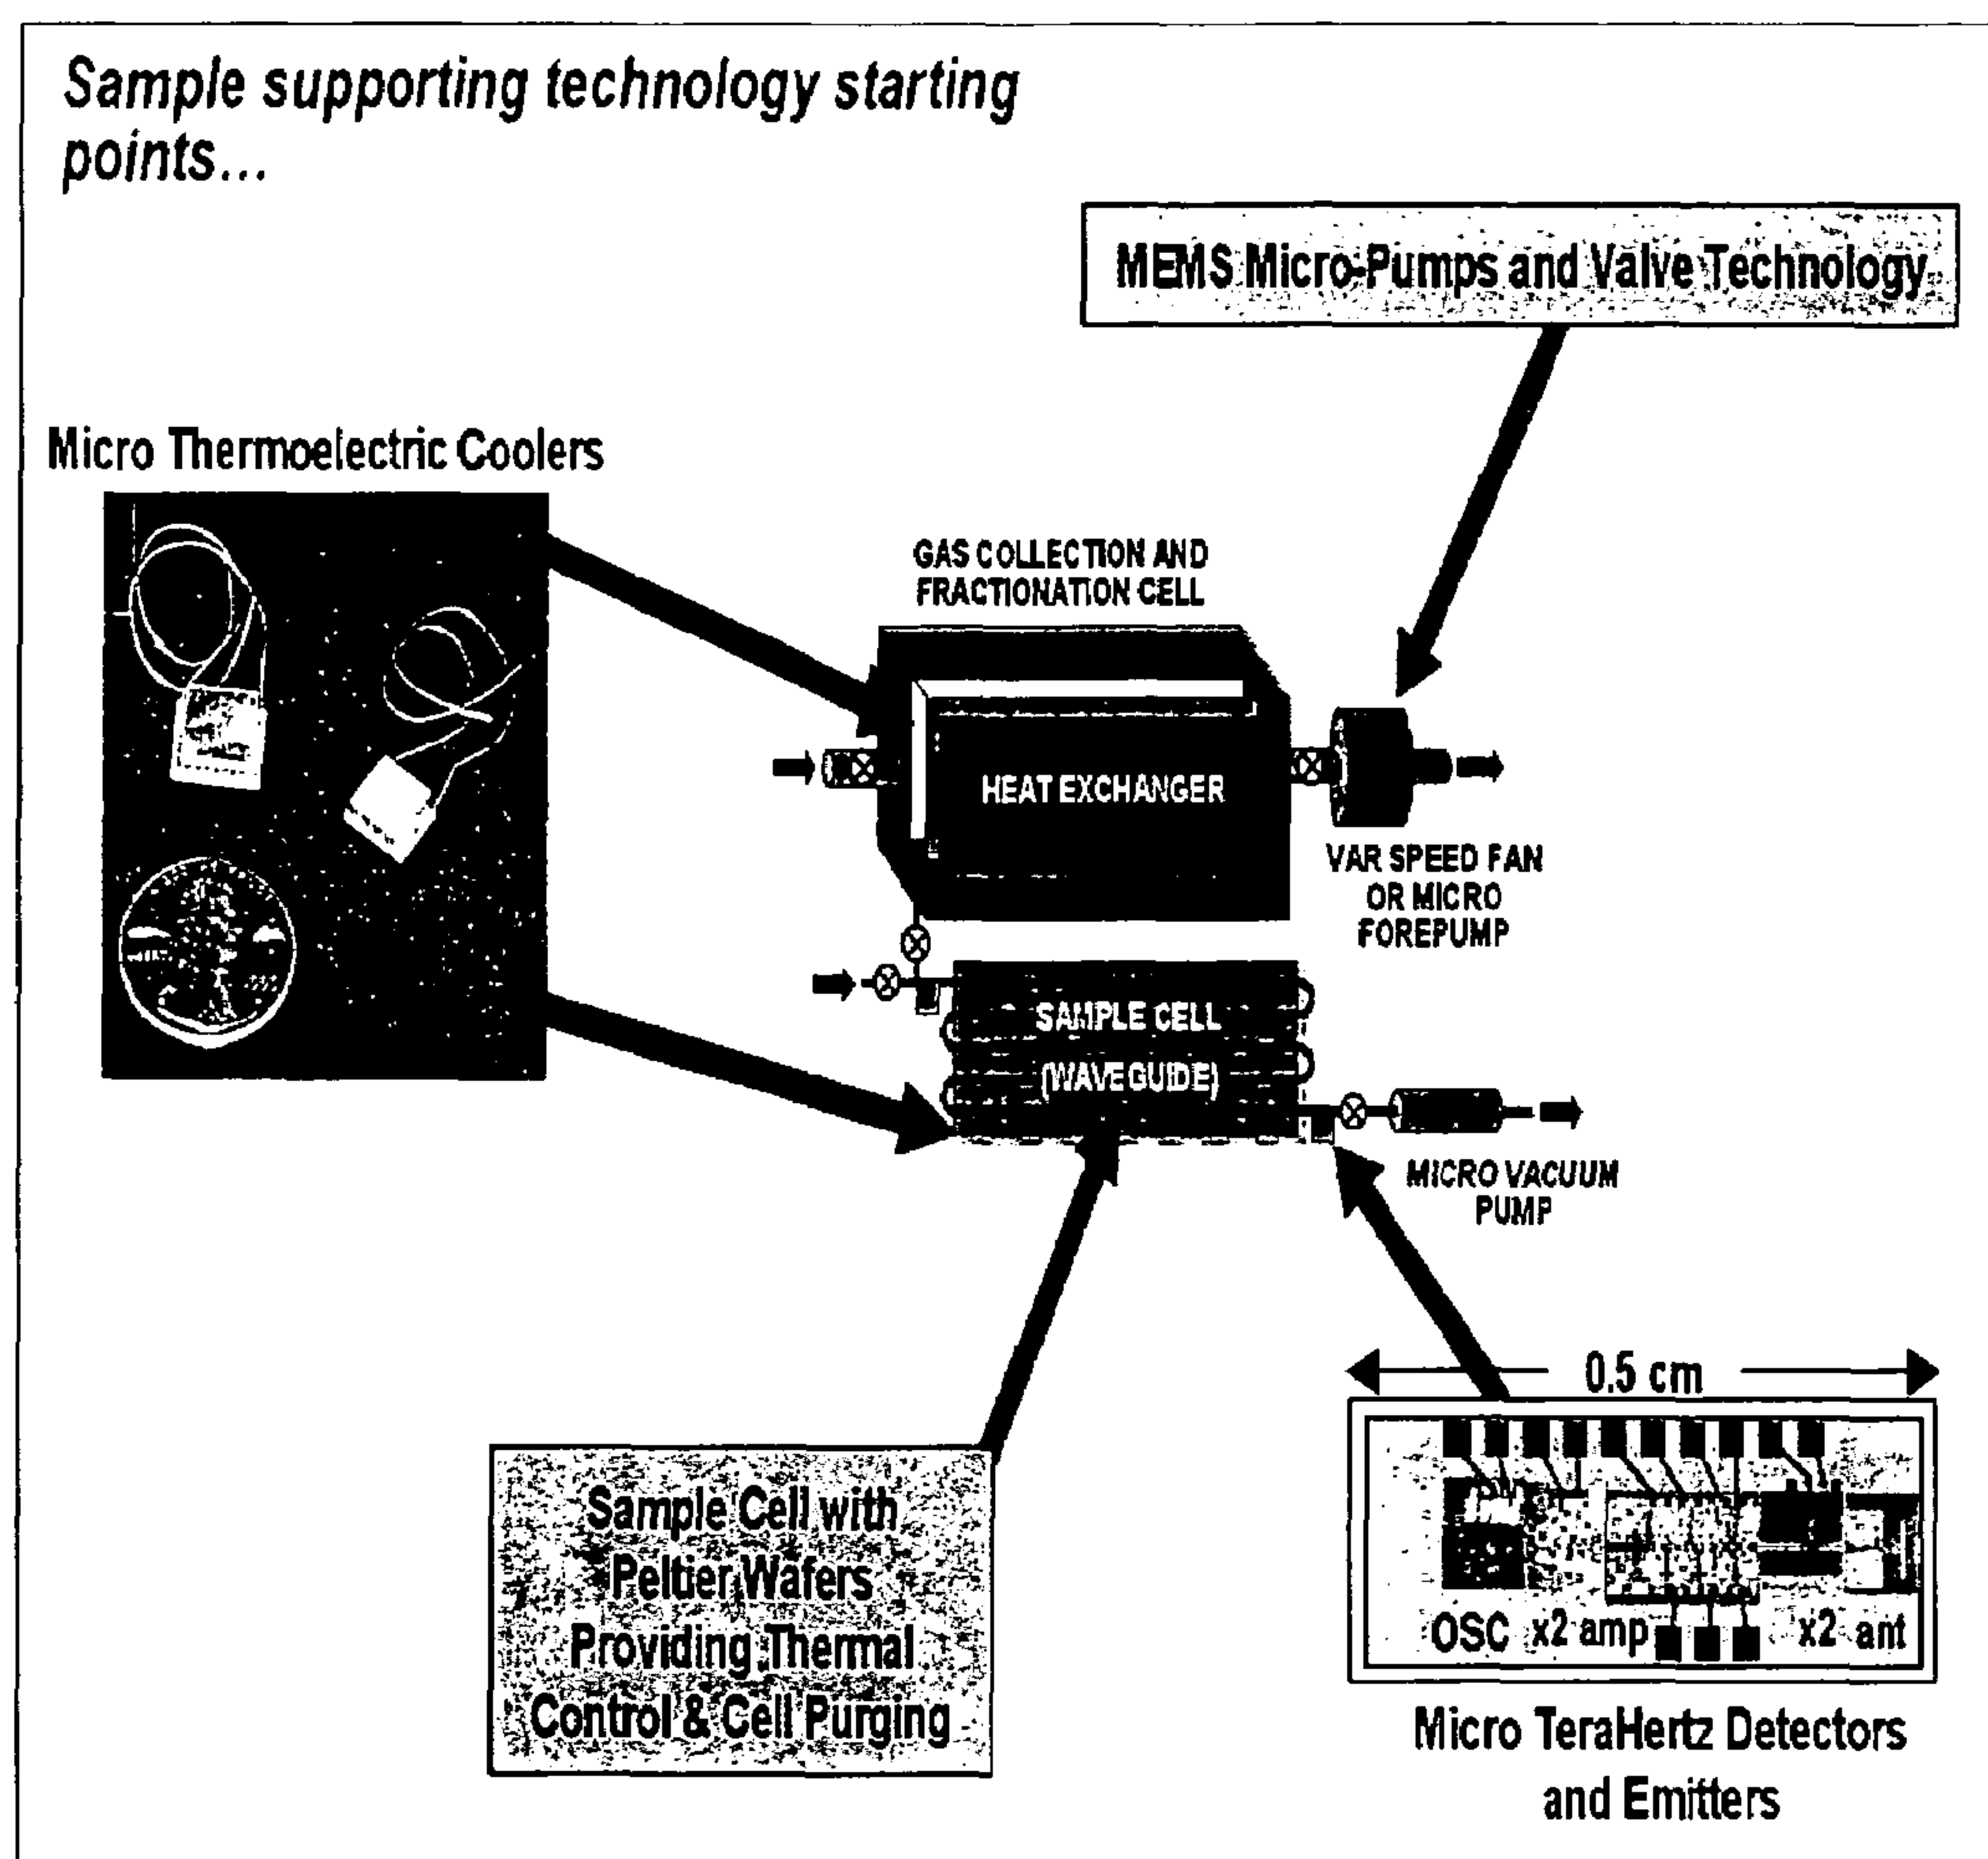 Sample supporting technology starting
points...
MEMS Micro-Pumps and Valve Technology
Micro Thermoelectric Coolers
GAS COLLECTION AND
FRACTIONATION CELL
HEAT EXCHANGER
VAR SPEED FAN
OR MICRO
FOREPUMP
SAMPLE CELL
(WAVEGUIDE)
MICRO VACUUM
PUMP
0.5 cm
Sample Cell with
Peltier Wafers
Providing Thermal
Control & Cell Purging
OSC x2 amp x2 ant
Micro TeraHertz Detectors
and Emitters